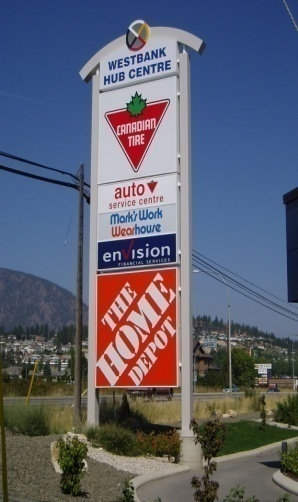 WESTBANK
HUB CENTRE
CANADIAN
TIRE
auto
service centre
Mark's Work
Wearhouse
envision
FINANCIAL SERVICES
THE
HOME
DEPOT